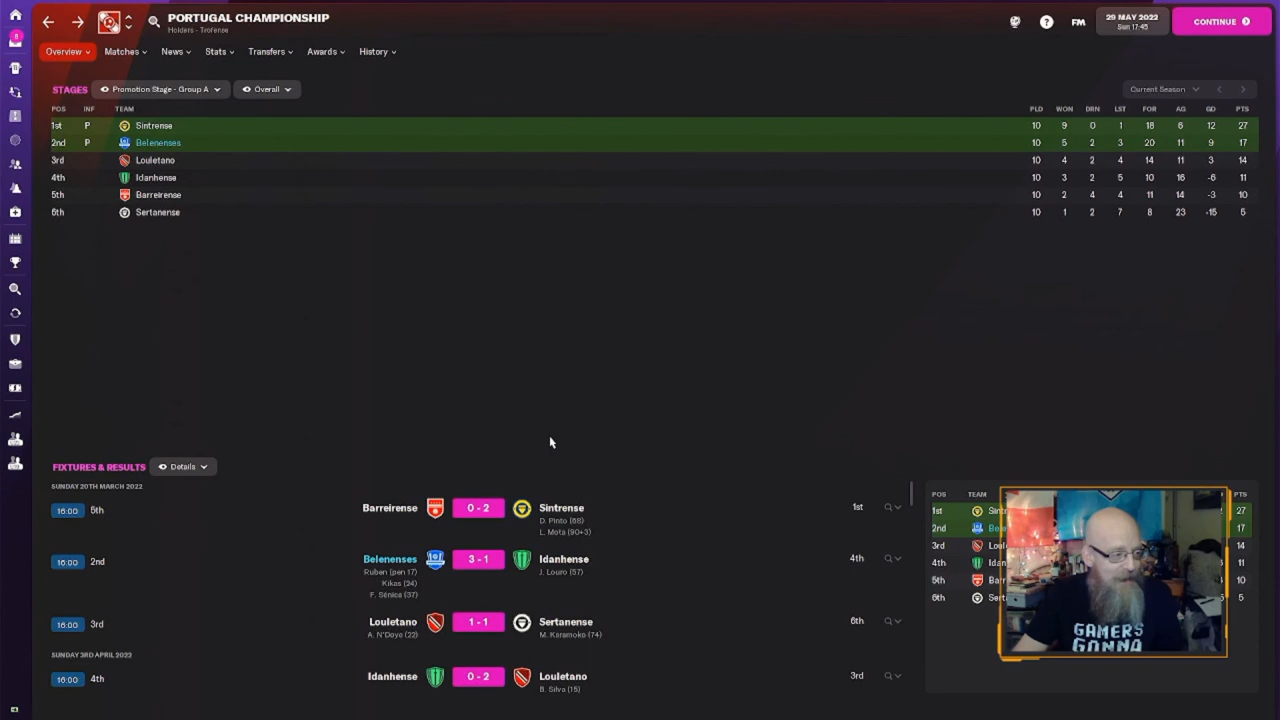 PORTUGAL CHAMPIONSHIP
Holders - Trofense
FM
29 MAY 2022
Sun 17:45
CONTINUE
Overview
Matches
News
Stats
Transfers
Awards
History
STAGES
Promotion Stage - Group A
Overall
Current Season
POS INF TEAM PLD WON DRN LST FOR AG GD PTS
1st P Sintrense 10 9 0 1 18 6 12 27
2nd P Belenenses 10 5 2 3 20 11 9 17
3rd Louletano 10 4 2 4 14 11 3 14
4th Idanhense 10 3 2 5 10 16 -6 11
5th Barreirense 10 2 4 4 11 14 -3 10
6th Sertanense 10 1 2 7 8 23 -15 5
FIXTURES & RESULTS
Details
SUNDAY 20TH MARCH 2022
16:00 5th Barreirense 0 - 2 Sintrense 1st
D. Pinto (68)
L. Mota (90+3)
16:00 2nd Belenenses 3 - 1 Idanhense 4th
Ruben (pen 17) J. Louro (57)
Kikas (24)
F. Sénica (37)
16:00 3rd Louletano 1 - 1 Sertanense 6th
A. N'Doye (22) M. Karamoko (74)
SUNDAY 3RD APRIL 2022
16:00 4th Idanhense 0 - 2 Louletano 3rd
B. Silva (15)
POS TEAM PTS
1st 27
2nd 17
3rd 14
4th 11
5th 10
6th 5
GAMERS
GONNA